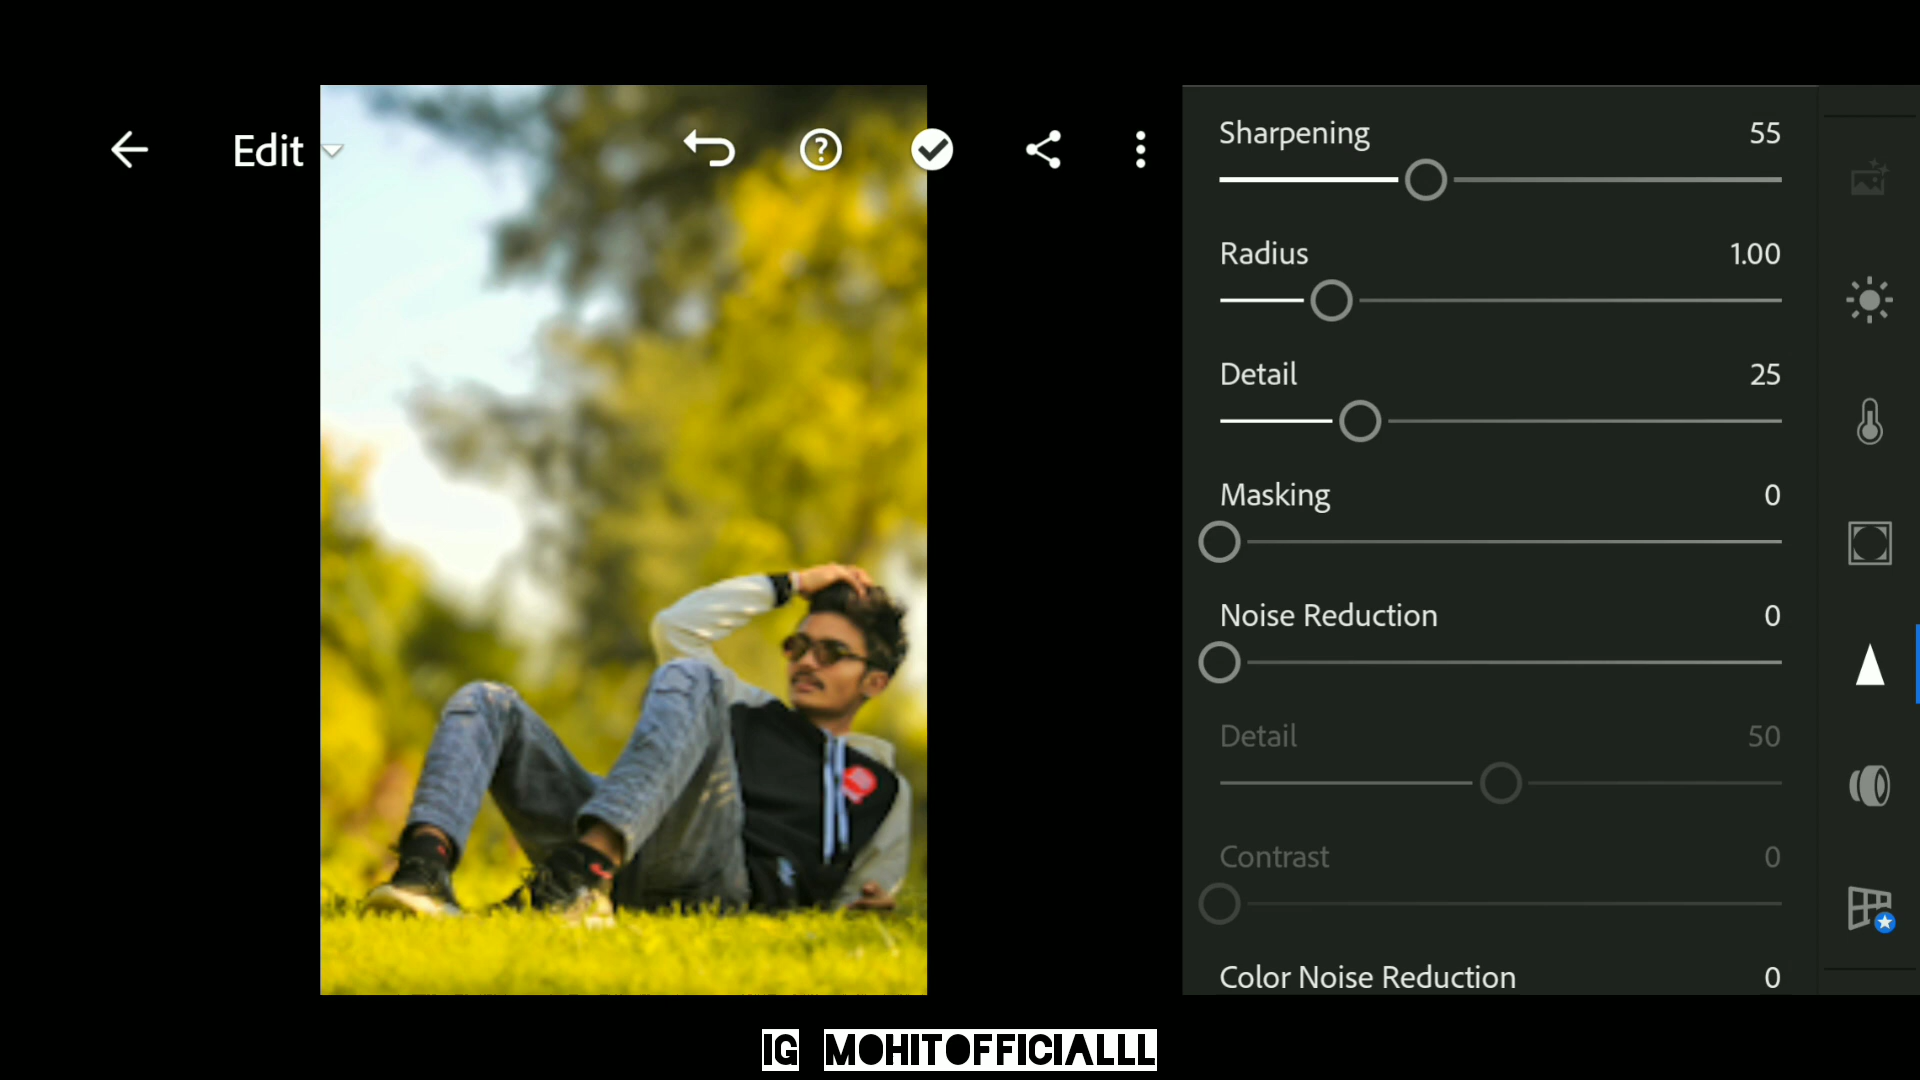 Edit
Sharpening 55
Radius 1.00
Detail 25
Masking 0
Noise Reduction 0
Detail 50
Contrast 0
Color Noise Reduction 0
IG MOHITOFFICIALLL